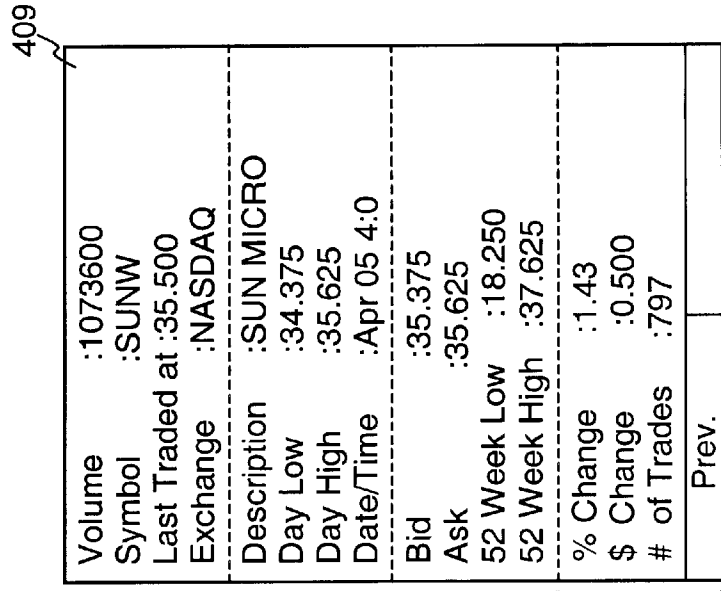 409
Volume :1073600
Symbol :SUNW
Last Traded at :35.500
Exchange :NASDAQ
Description :SUN MICRO
Day Low :34.375
Day High :35.625
Date/Time :Apr 05 4:0
Bid :35.375
Ask :35.625
52 Week Low :18.250
52 Week High :37.625
% Change :1.43
$ Change :0.500
# of Trades :797
Prev.